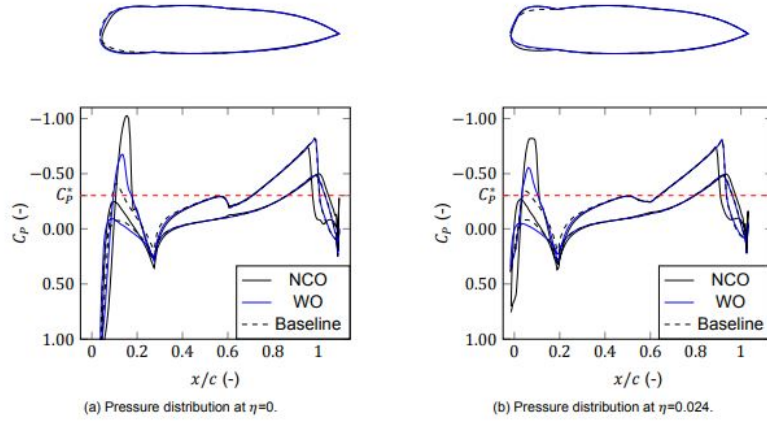 −1.00
−0.50
C*P
0.00
0.50
1.00
CP (-)
NCO
WO
Baseline
0 0.2 0.4 0.6 0.8 1
x/c (-)
(a) Pressure distribution at η=0.
−1.00
−0.50
C*P
0.00
0.50
1.00
CP (-)
NCO
WO
Baseline
0 0.2 0.4 0.6 0.8 1
x/c (-)
(b) Pressure distribution at η=0.024.